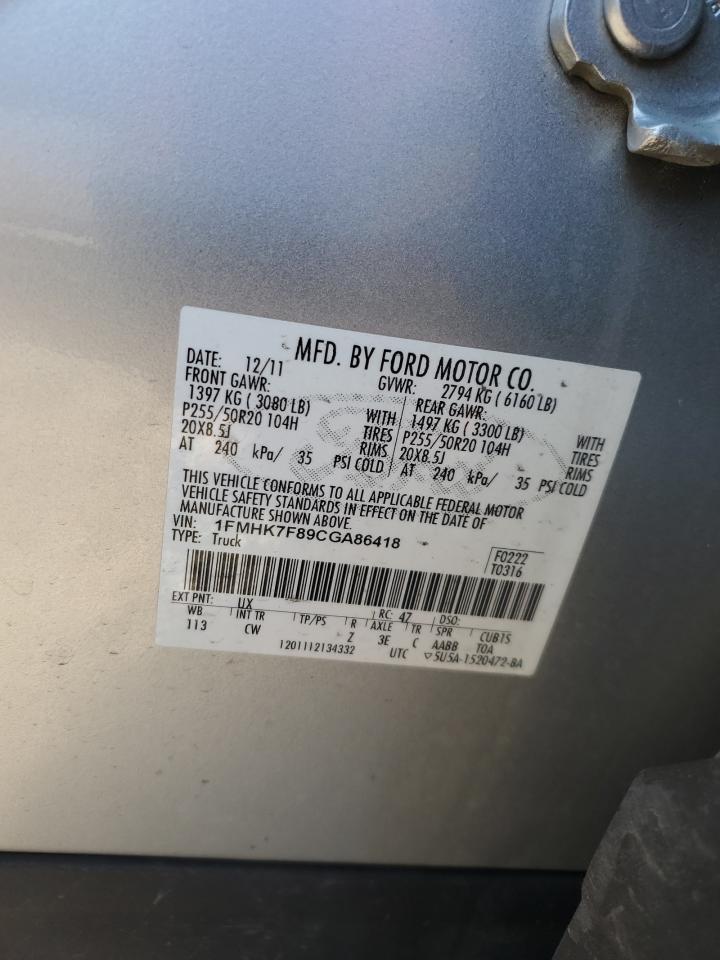 MFD. BY FORD MOTOR CO.
DATE: 12/11 GVWR: 2794 KG ( 6160 LB)
FRONT GAWR: REAR GAWR:
1397 KG ( 3080 LB) WITH 1497 KG ( 3300 LB) WITH
P255/50R20 104H TIRES P255/50R20 104H TIRES
20X8.5J RIMS 20X8.5J RIMS
AT 240 kPa/ 35 PSI COLD AT 240 kPa/ 35 PSI COLD
THIS VEHICLE CONFORMS TO ALL APPLICABLE FEDERAL MOTOR
VEHICLE SAFETY STANDARDS IN EFFECT ON THE DATE OF
MANUFACTURE SHOWN ABOVE.
VIN: 1FMHK7F89CGA86418
TYPE: Truck
F0222
T0316
EXT PNT: UX RC: 47 DSO:
WB INT TR TP/PS R AXLE TR SPR CUBTS
113 CW Z 3E C AABB TOA
1201112134332 UTC ▽5U5A-1520472-BA